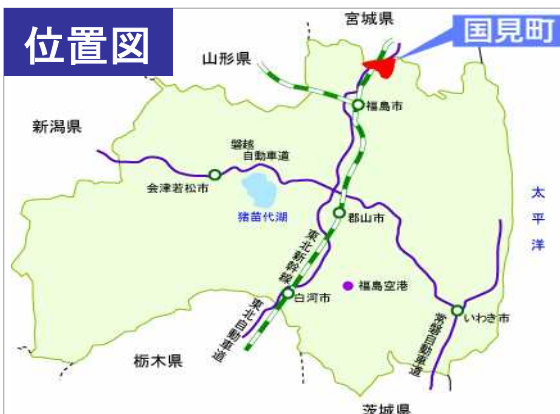 位置図
宮城県
国見町
山形県
福島市
新潟県
磐越
自動車道
会津若松市
猪苗代湖
太平洋
郡山市
東北新幹線
福島空港
白河市
東北自動車道
いわき市
常磐自動車道
栃木県
茨城県